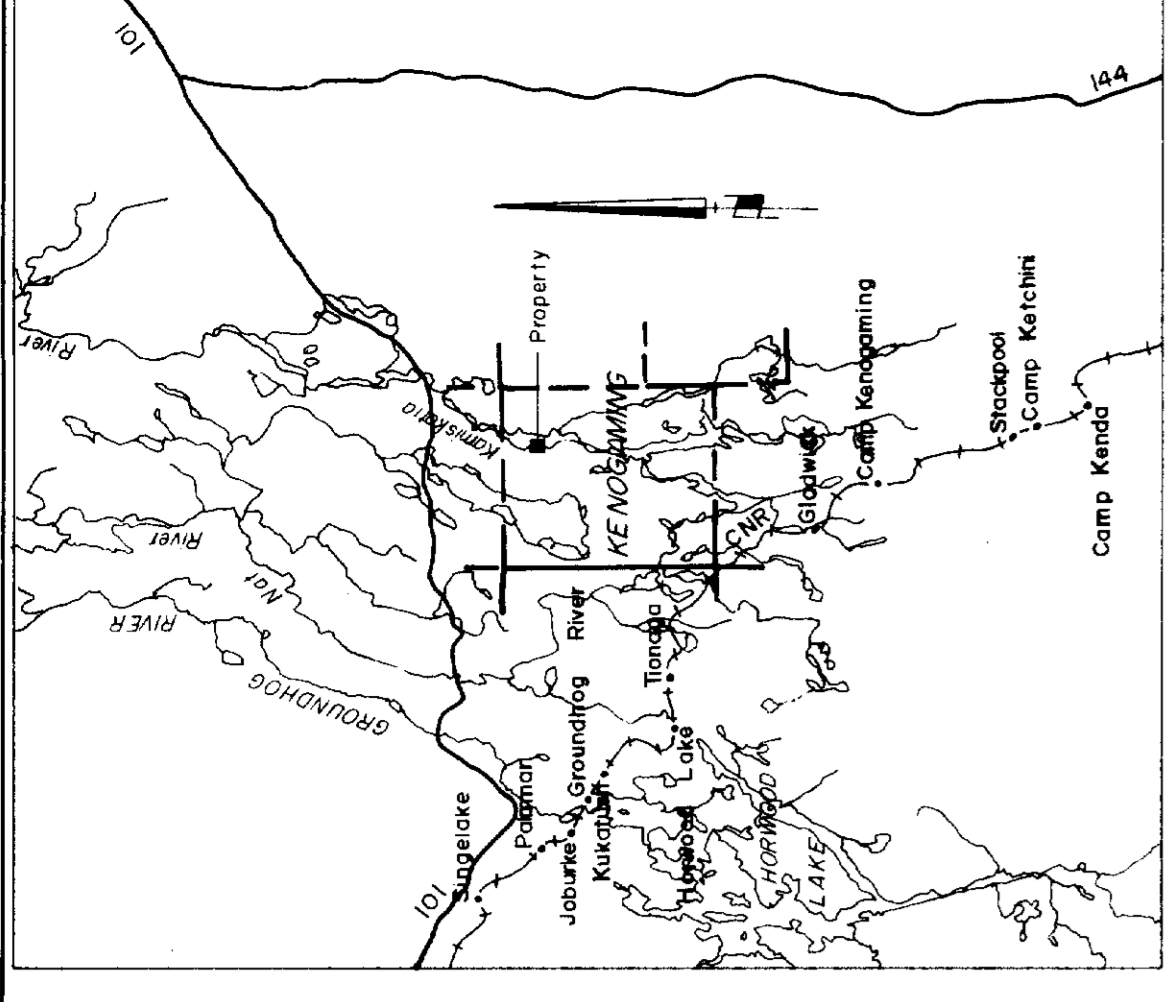 101
144
River
Property
Kamiskotia
River
Nat
RIVER
GROUNDHOG
KENOGAMING
Stackpool
Camp Ketchini
Camp Kenogaming
Gladwick
CNR
Camp Kenda
Groundhog River
Tionaga
Palomar
Singelake
101
Joburke
Kukatush
Horwood Lake
HORWOOD
LAKE